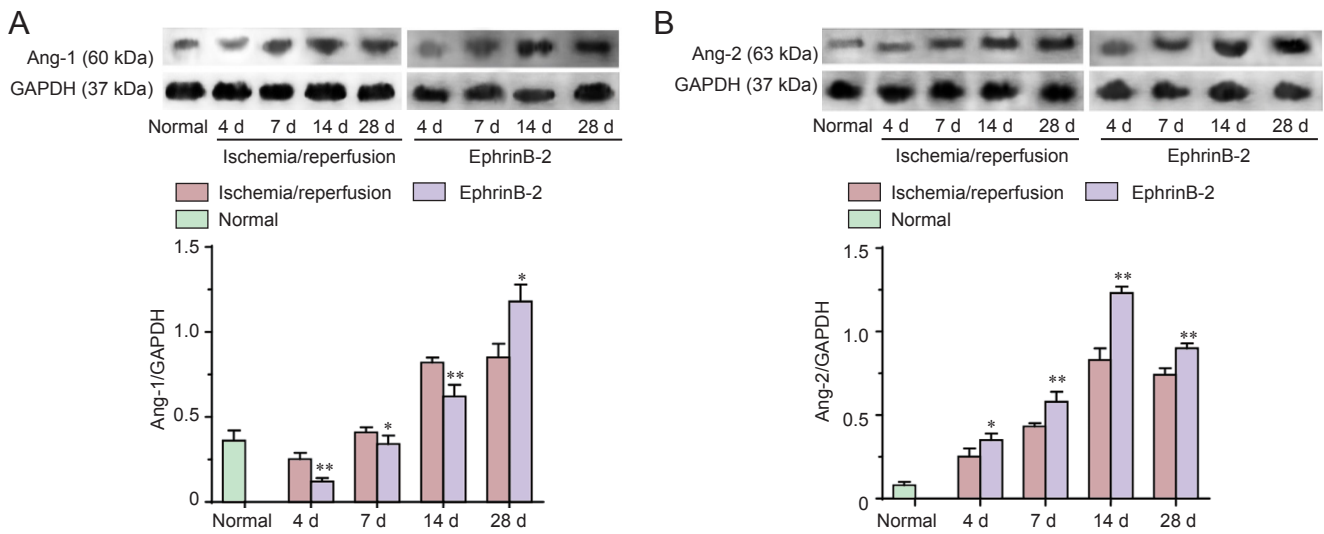 A
Ang-1 (60 kDa)
GAPDH (37 kDa)
Normal 4 d 7 d 14 d 28 d 4 d 7 d 14 d 28 d
Ischemia/reperfusion EphrinB-2
Ischemia/reperfusion EphrinB-2
Normal
1.5
1.0
0.5
0
Ang-1/GAPDH
** * ** *
Normal 4 d 7 d 14 d 28 d
B
Ang-2 (63 kDa)
GAPDH (37 kDa)
Normal 4 d 7 d 14 d 28 d 4 d 7 d 14 d 28 d
Ischemia/reperfusion EphrinB-2
Ischemia/reperfusion EphrinB-2
Normal
1.5
1.0
0.5
0
Ang-2/GAPDH
* ** ** **
Normal 4 d 7 d 14 d 28 d